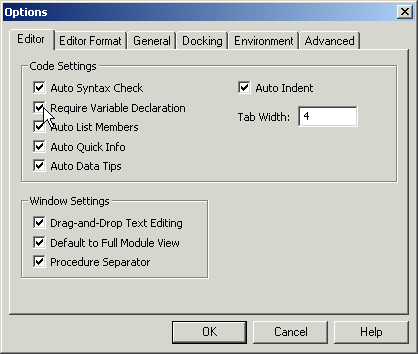 Options
Editor Editor Format General Docking Environment Advanced
Code Settings
Auto Syntax Check Auto Indent
Require Variable Declaration
Tab Width: 4
Auto List Members
Auto Quick Info
Auto Data Tips
Window Settings
Drag-and-Drop Text Editing
Default to Full Module View
Procedure Separator
OK Cancel Help